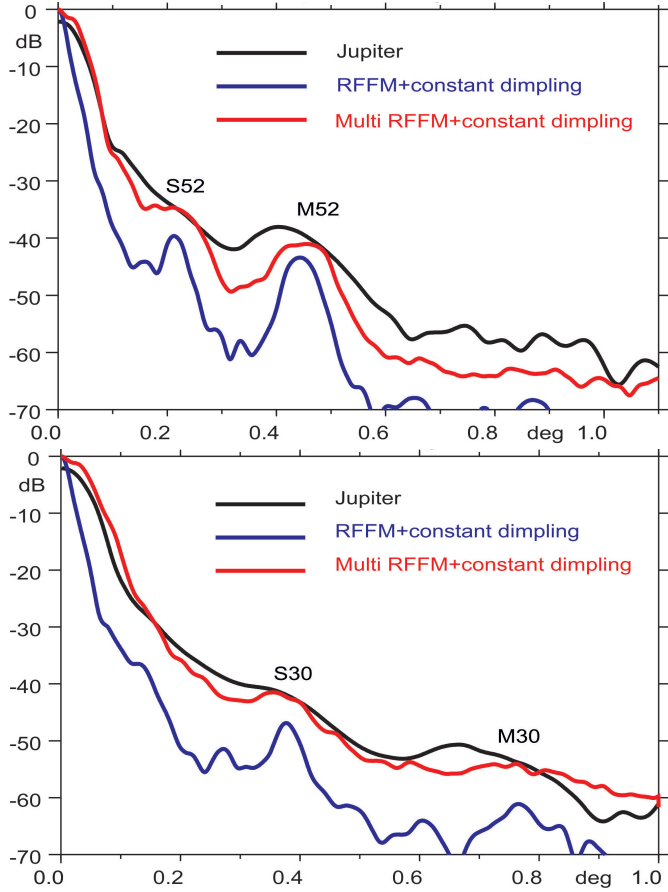 0
dB
-10
-20
-30
-40
-50
-60
-70
Jupiter
RFFM+constant dimpling
Multi RFFM+constant dimpling
S52
M52
0.0
0.2
0.4
0.6
0.8
deg
1.0
0
dB
-10
-20
-30
-40
-50
-60
-70
Jupiter
RFFM+constant dimpling
Multi RFFM+constant dimpling
S30
M30
0.0
0.2
0.4
0.6
0.8
deg
1.0